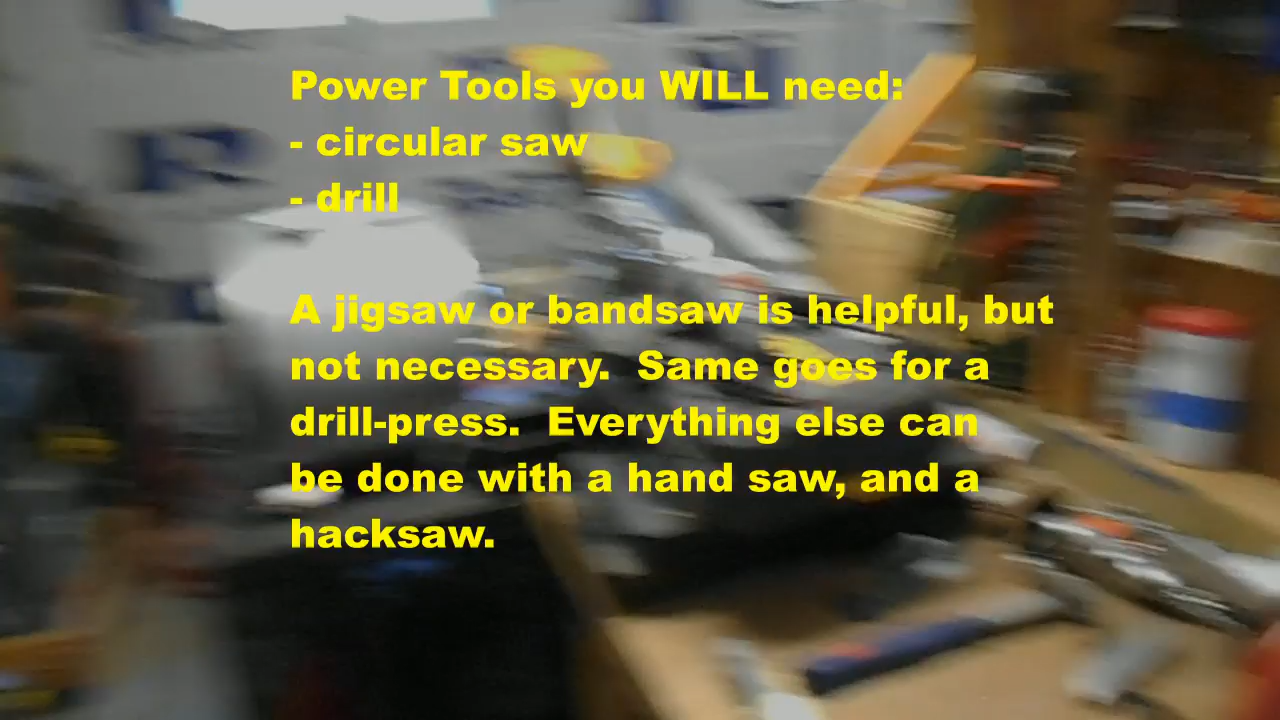 Power Tools you WILL need:
- circular saw
- drill
A jigsaw or bandsaw is helpful, but
not necessary.  Same goes for a
drill-press.  Everything else can
be done with a hand saw, and a
hacksaw.